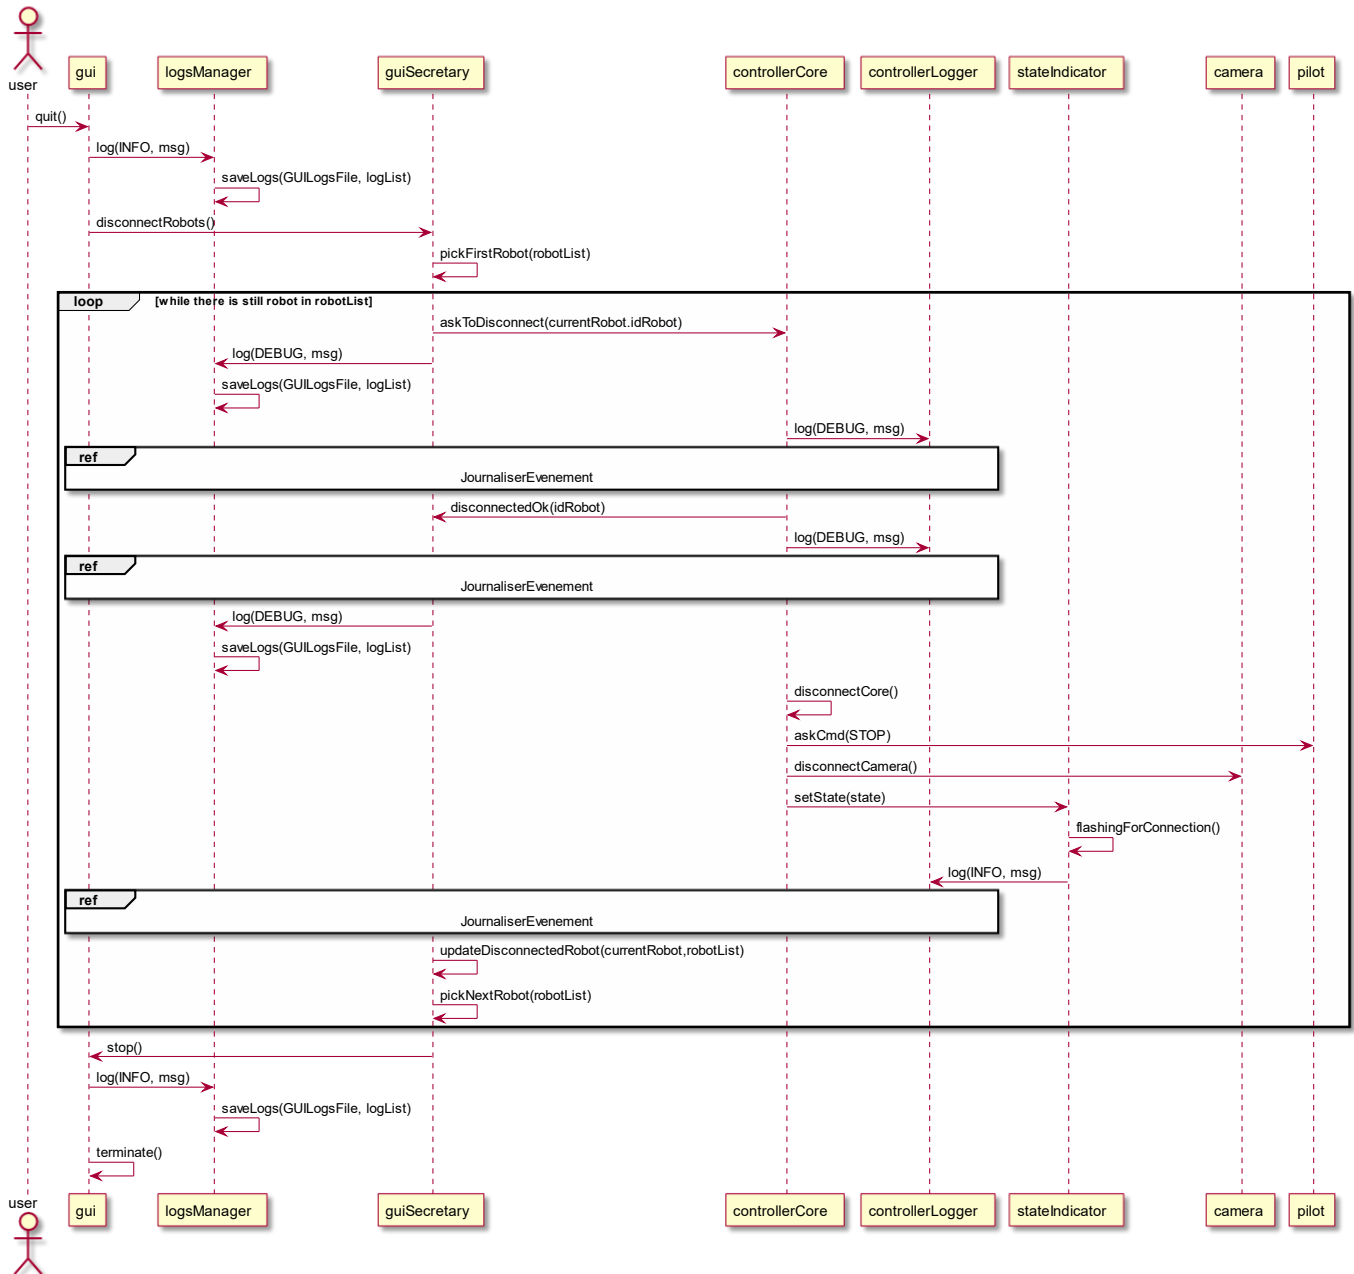 user
gui
logsManager
guiSecretary
controllerCore
controllerLogger
stateIndicator
camera
pilot
quit()
log(INFO, msg)
saveLogs(GUILogsFile, logList)
disconnectRobots()
pickFirstRobot(robotList)
loop
[while there is still robot in robotList]
askToDisconnect(currentRobot.idRobot)
log(DEBUG, msg)
saveLogs(GUILogsFile, logList)
log(DEBUG, msg)
ref
JournaliserEvenement
disconnectedOk(idRobot)
log(DEBUG, msg)
ref
JournaliserEvenement
log(DEBUG, msg)
saveLogs(GUILogsFile, logList)
disconnectCore()
askCmd(STOP)
disconnectCamera()
setState(state)
flashingForConnection()
log(INFO, msg)
ref
JournaliserEvenement
updateDisconnectedRobot(currentRobot,robotList)
pickNextRobot(robotList)
stop()
log(INFO, msg)
saveLogs(GUILogsFile, logList)
terminate()
user
gui
logsManager
guiSecretary
controllerCore
controllerLogger
stateIndicator
camera
pilot